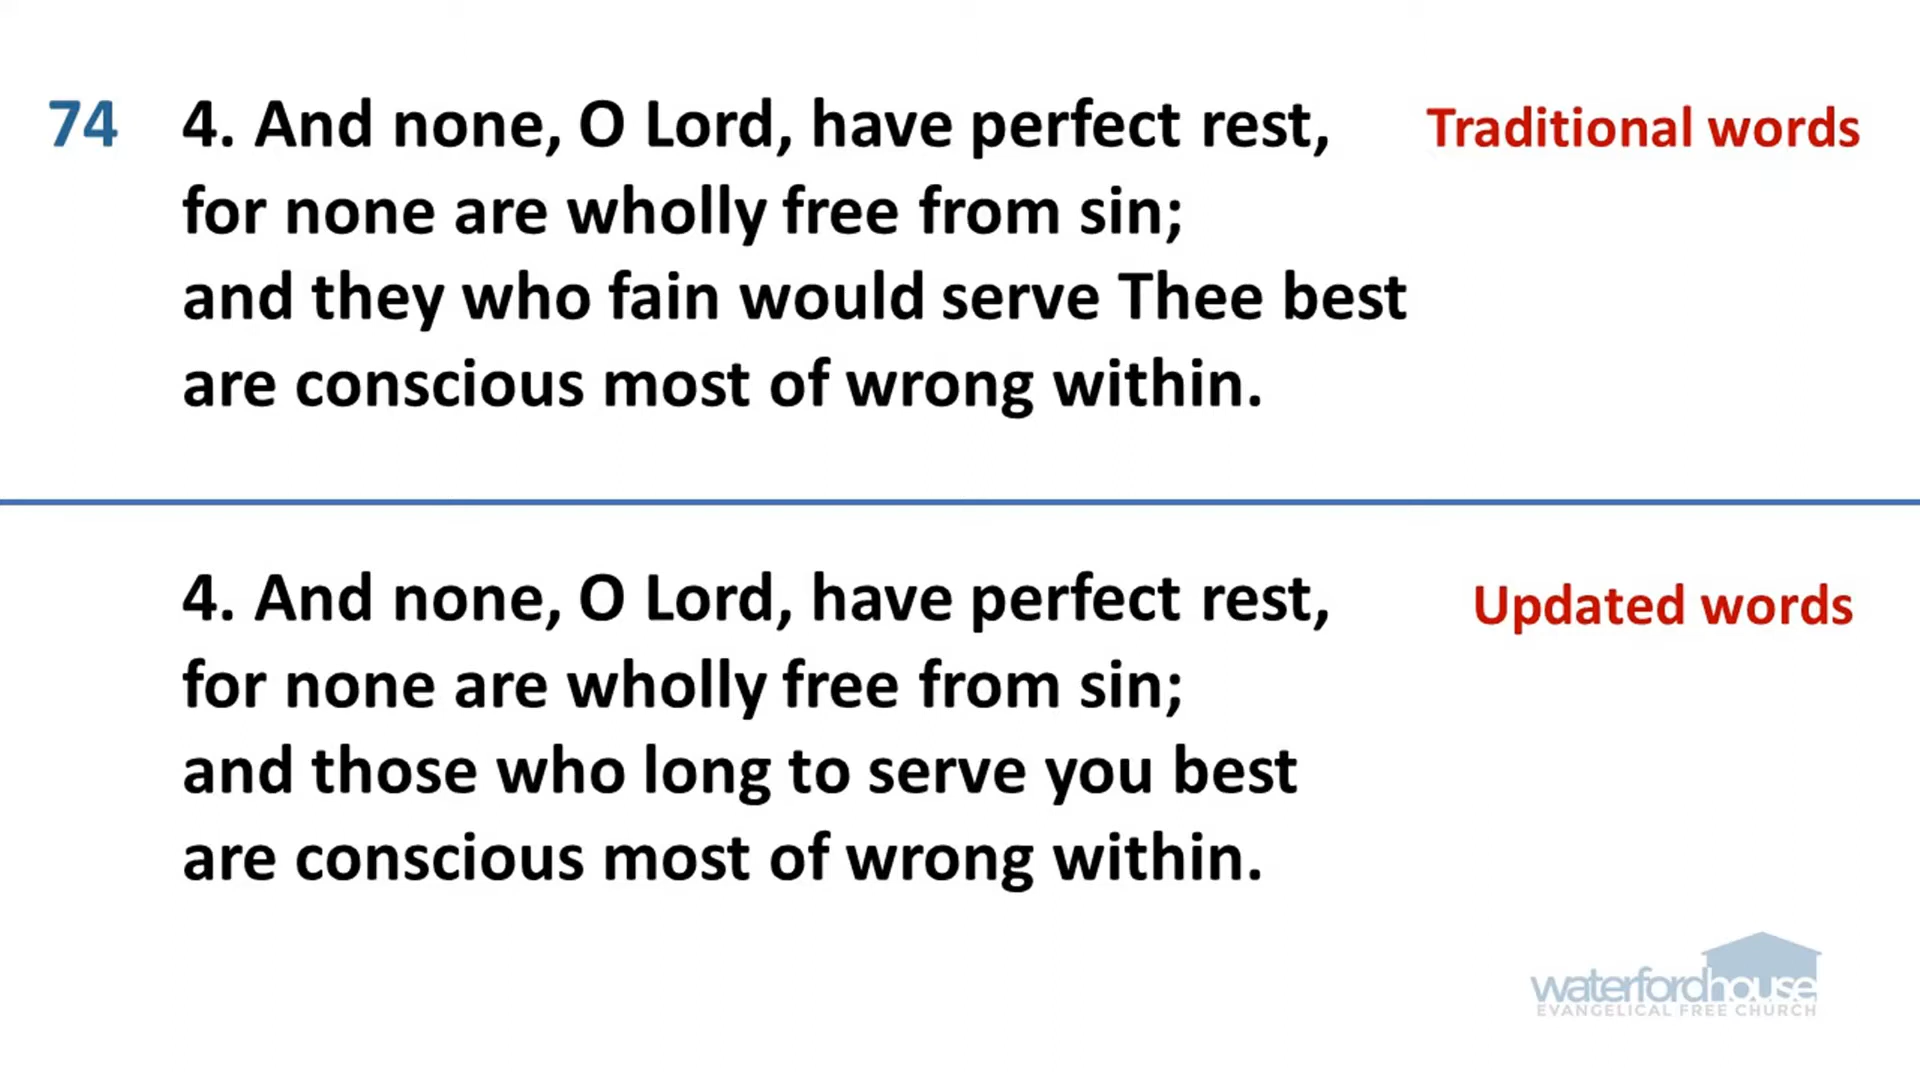 74 4. And none, O Lord, have perfect rest, Traditional words
for none are wholly free from sin;
and they who fain would serve Thee best
are conscious most of wrong within.
4. And none, O Lord, have perfect rest, Updated words
for none are wholly free from sin;
and those who long to serve you best
are conscious most of wrong within.
waterfordhouse
EVANGELICAL FREE CHURCH